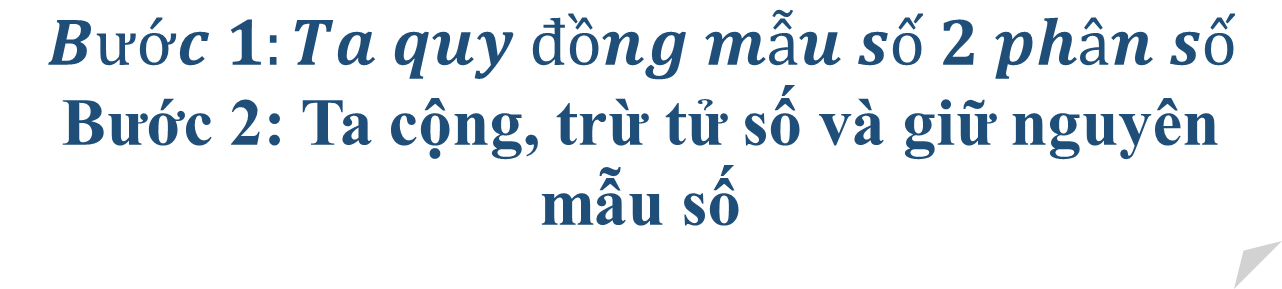 Bước 1: Ta quy đồng mẫu số 2 phân số
Bước 2: Ta cộng, trừ tử số và giữ nguyên
mẫu số